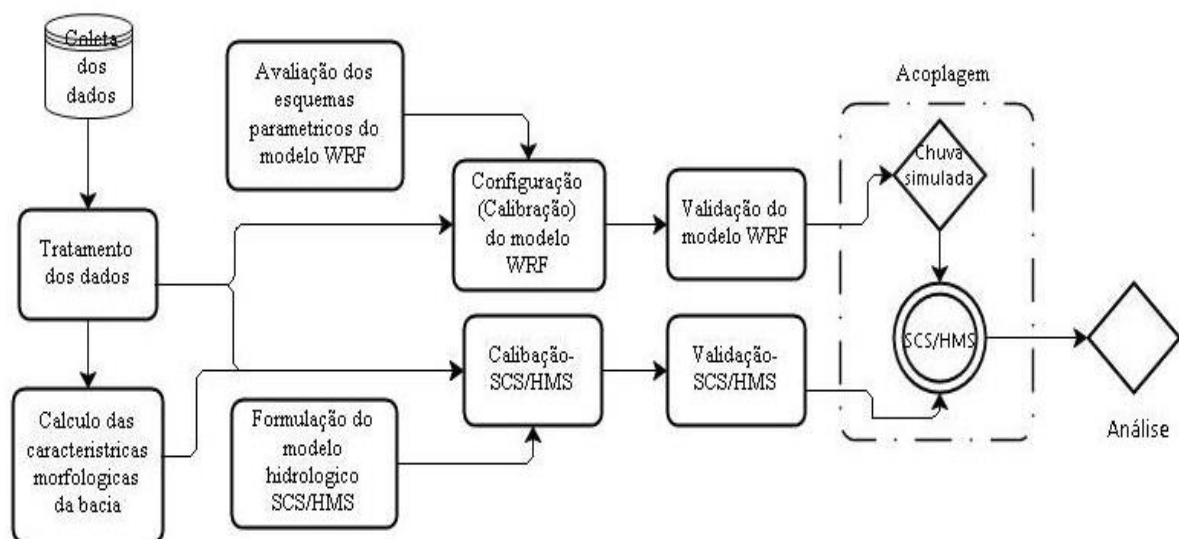 Coleta
dos
dados
Avaliação dos
esquemas
parametricos do
modelo WRF
Acoplagem
Chuva
simulada
Configuração
(Calibração)
do modelo
WRF
Validação do
modelo WRF
Tratamento
dos dados
SCS/HMS
Calibação-
SCS/HMS
Validação-
SCS/HMS
Calculo das
caracteristricas
morfologicas
da bacia
Formulação do
modelo
hidrologico
SCS/HMS
Análise